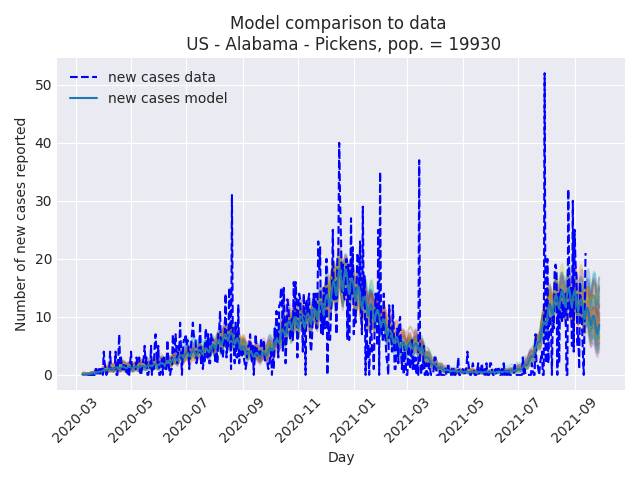 Model comparison to data
US - Alabama - Pickens, pop. = 19930
new cases data
new cases model
Number of new cases reported
50
40
30
20
10
0
2020-03
2020-05
2020-07
2020-09
2020-11
2021-01
2021-03
2021-05
2021-07
2021-09
Day